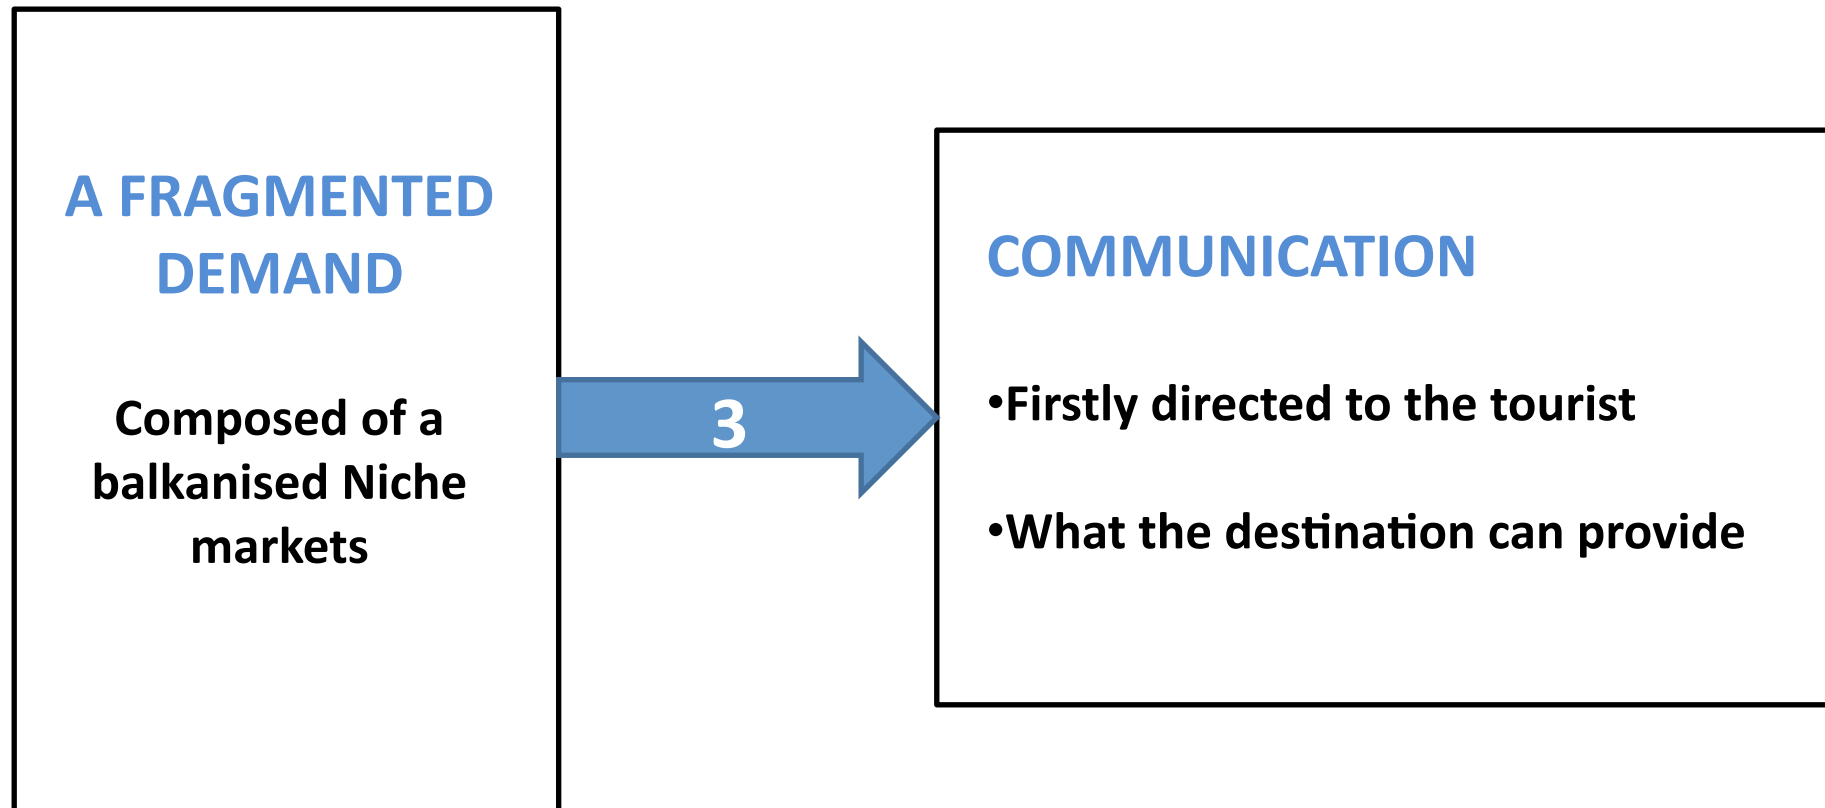 A FRAGMENTED
DEMAND
Composed of a
balkanised Niche
markets
3
COMMUNICATION
•Firstly directed to the tourist
•What the destination can provide